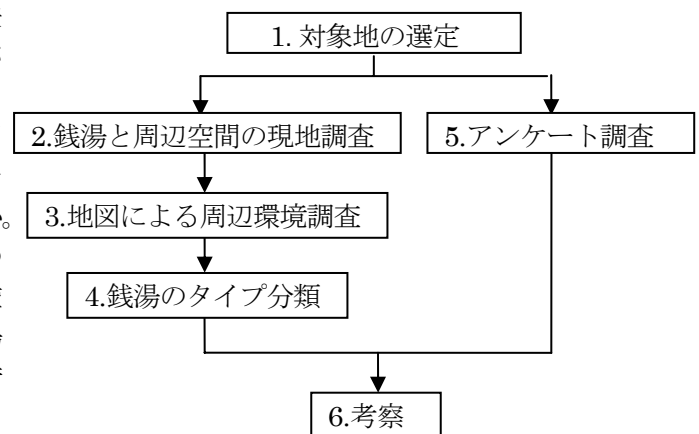 1. 対象地の選定
2.銭湯と周辺空間の現地調査
5.アンケート調査
3.地図による周辺環境調査
4.銭湯のタイプ分類
6.考察